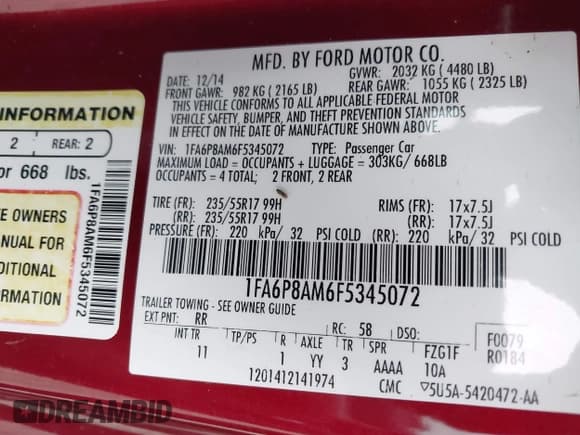 MFD. BY FORD MOTOR CO.
DATE: 12/14 GVWR: 2032 KG ( 4480 LB)
FRONT GAWR: 982 KG ( 2165 LB) REAR GAWR: 1055 KG ( 2325 LB)
THIS VEHICLE CONFORMS TO ALL APPLICABLE FEDERAL MOTOR
VEHICLE SAFETY, BUMPER, AND THEFT PREVENTION STANDARDS
IN EFFECT ON THE DATE OF MANUFACTURE SHOWN ABOVE.
VIN: 1FA6P8AM6F5345072 TYPE: Passenger Car
MAXIMUM LOAD = OCCUPANTS + LUGGAGE = 303KG/ 668LB
OCCUPANTS = 4 TOTAL; 2 FRONT, 2 REAR
TIRE (FR): 235/55R17 99H RIMS (FR): 17x7.5J
(RR): 235/55R17 99H (RR): 17x7.5J
PRESSURE (FR): 220 kPa/ 32 PSI COLD (RR): 220 kPa/ 32 PSI COLD
1FA6P8AM6F5345072
TRAILER TOWING - SEE OWNER GUIDE
EXT PNT: RR RC: 58 DSO: F0079
R0184
INT TR TP/PS R AXLE TR SPR FZG1F
11 1 YY 3 AAAA 10A
1201412141974 CMC ▽5U5A-5420472-AA
INFORMATION
2 REAR: 2
or 668 lbs.
OWNERS
MANUAL FOR
ADDITIONAL
INFORMATION
1FA6P8AM6F5345072
DREAMBID